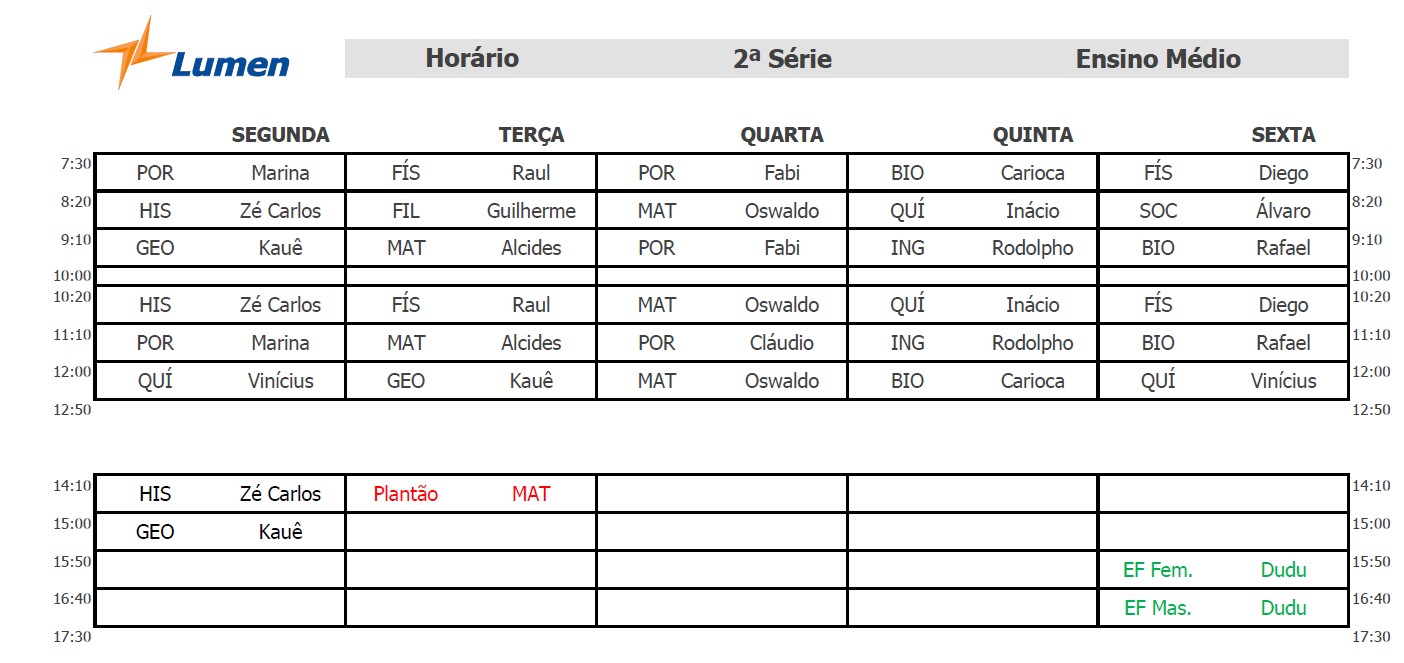 Lumen
Horário 2ª Série Ensino Médio
SEGUNDA TERÇA QUARTA QUINTA SEXTA
7:30 POR Marina FÍS Raul POR Fabi BIO Carioca FÍS Diego 7:30
8:20 HIS Zé Carlos FIL Guilherme MAT Oswaldo QUÍ Inácio SOC Álvaro 8:20
9:10 GEO Kauê MAT Alcides POR Fabi ING Rodolpho BIO Rafael 9:10
10:00 10:00
10:20 HIS Zé Carlos FÍS Raul MAT Oswaldo QUÍ Inácio FÍS Diego 10:20
11:10 POR Marina MAT Alcides POR Cláudio ING Rodolpho BIO Rafael 11:10
12:00 QUÍ Vinícius GEO Kauê MAT Oswaldo BIO Carioca QUÍ Vinícius 12:00
12:50 12:50
14:10 HIS Zé Carlos Plantão MAT 14:10
15:00 GEO Kauê 15:00
15:50 EF Fem. Dudu 15:50
16:40 EF Mas. Dudu 16:40
17:30 17:30